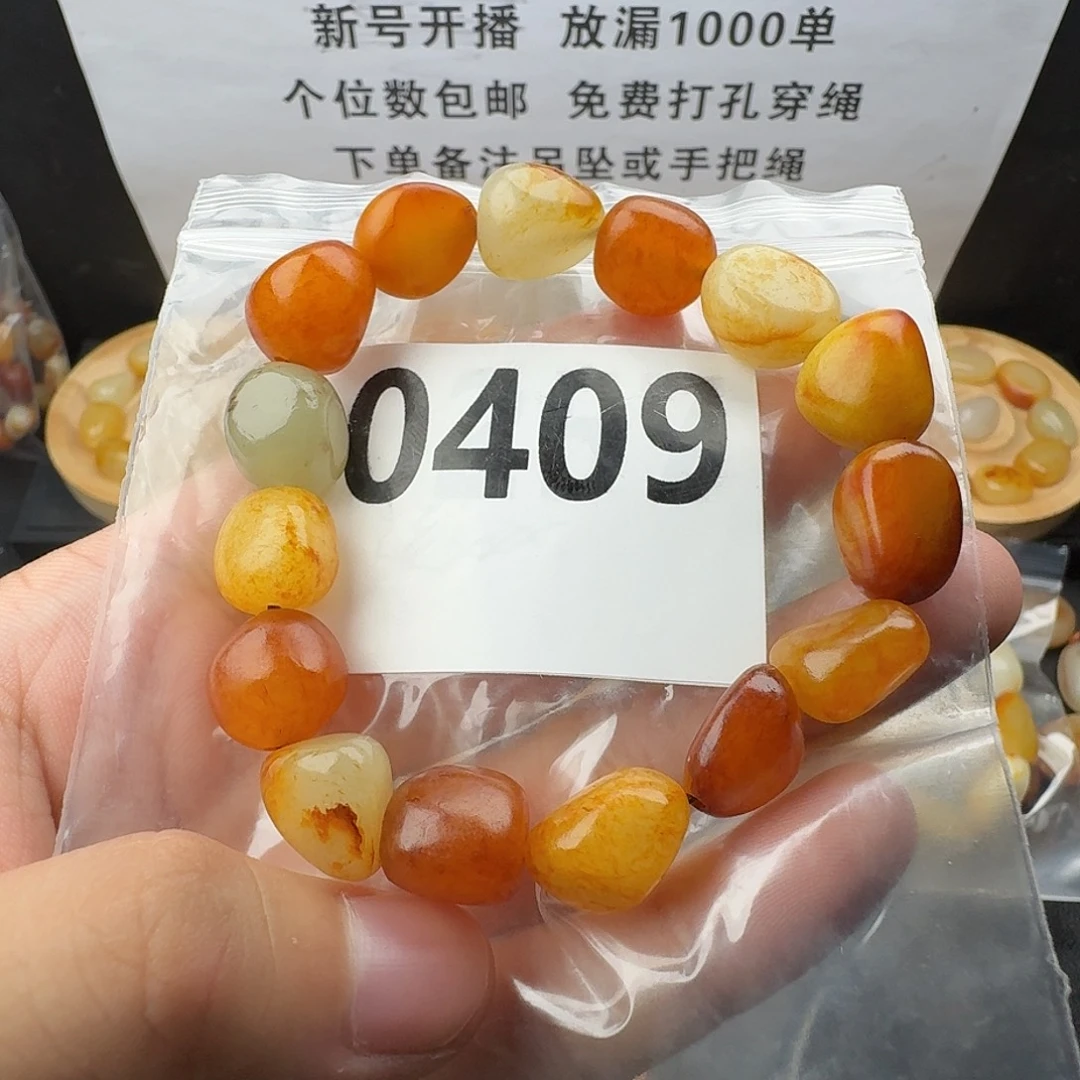 新号开播 放漏1000单
个位数包邮 免费打孔穿绳
下单备注吊坠或手把绳
0409